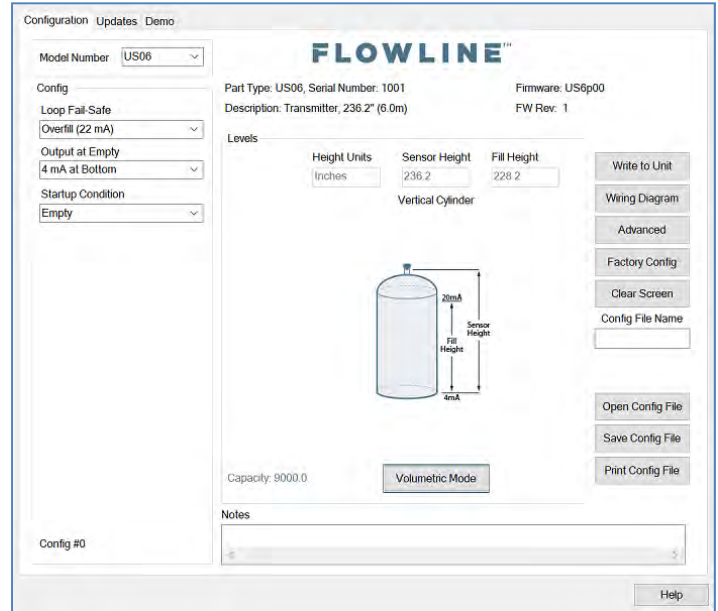 Configuration Updates Demo
Model Number US06
FLOWLINE™
Config
Loop Fail-Safe
Overfill (22 mA)
Output at Empty
4 mA at Bottom
Startup Condition
Empty
Config #0
Part Type: US06, Serial Number: 1001 Firmware: US6p00
Description: Transmitter, 236.2" (6.0m) FW Rev: 1
Levels
Height Units Sensor Height Fill Height
Inches 236.2 228.2
Vertical Cylinder
20mA
Sensor
Height
Fill
Height
4mA
Capacity: 9000.0 Volumetric Mode
Write to Unit
Wiring Diagram
Advanced
Factory Config
Clear Screen
Config File Name
Open Config File
Save Config File
Print Config File
Notes
Help